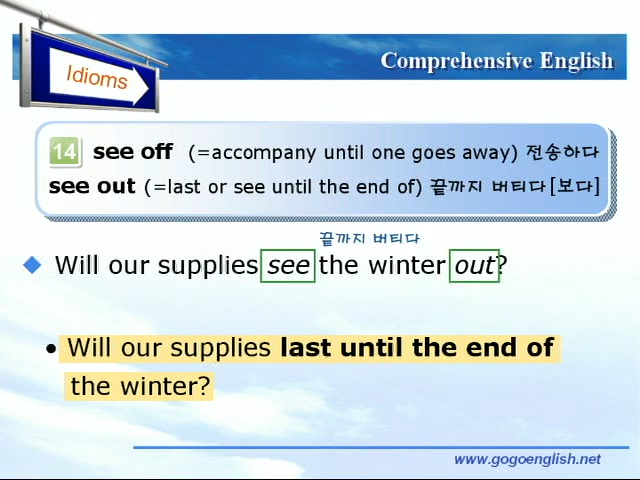 Idioms
Comprehensive English
14 see off (=accompany until one goes away) 전송하다
see out (=last or see until the end of) 끝까지 버티다[보다]
끝까지 버티다
Will our supplies see the winter out?
• Will our supplies last until the end of
the winter?
www.gogoenglish.net